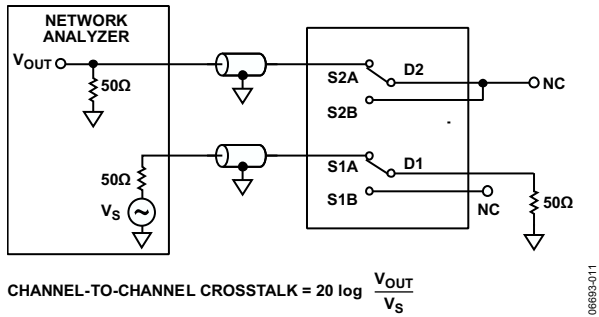 NETWORK
ANALYZER
VOUT
50Ω
50Ω
VS
S2A
D2
S2B
NC
S1A
D1
S1B
NC
50Ω
CHANNEL-TO-CHANNEL CROSSTALK = 20 log VOUT
VS
06693-011